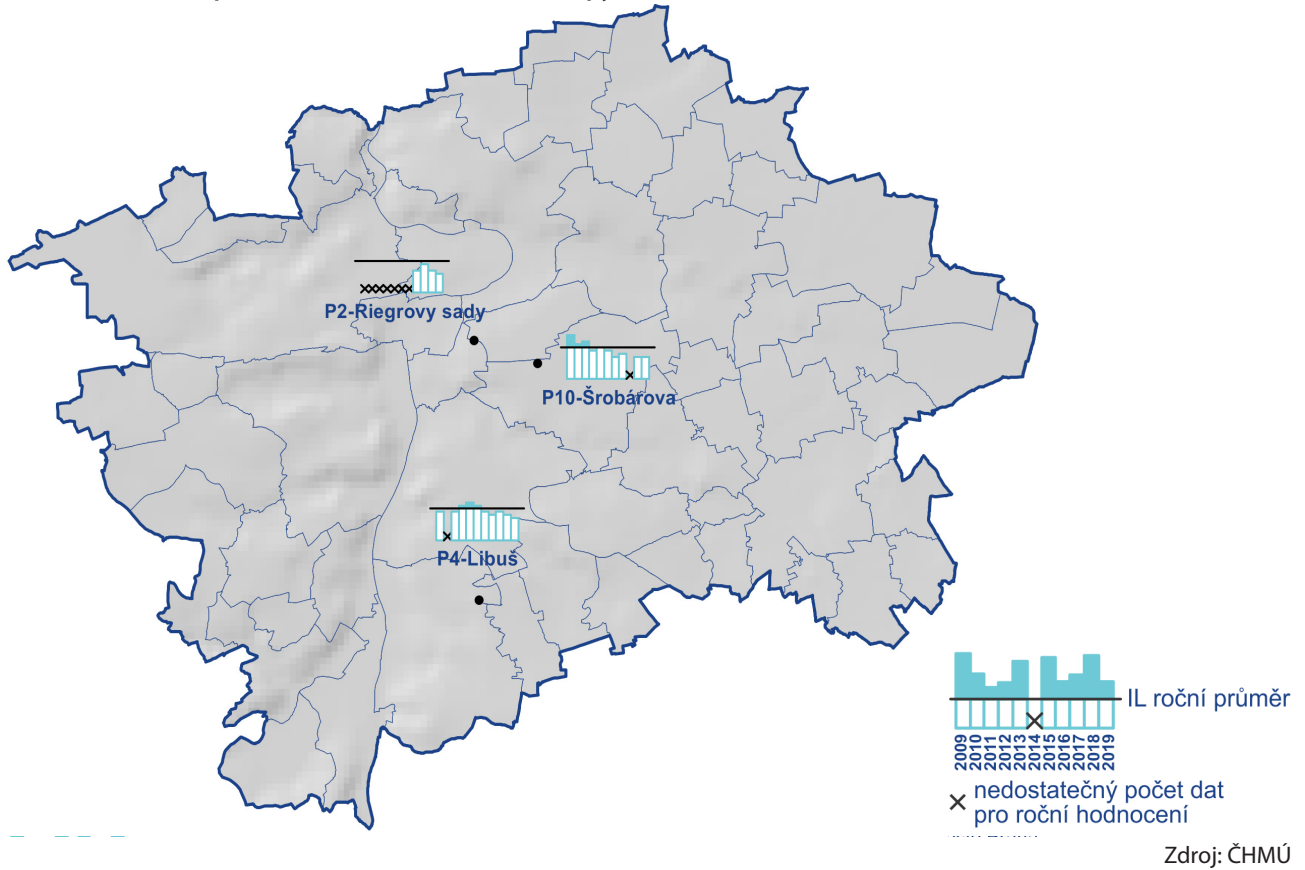 P2-Riegrovy sady
P10-Šrobárova
P4-Libuš
IL roční průměr
2009
2010
2011
2012
2013
2014
2015
2016
2017
2018
2019
nedostatečný počet dat
pro roční hodnocení
Zdroj: ČHMÚ